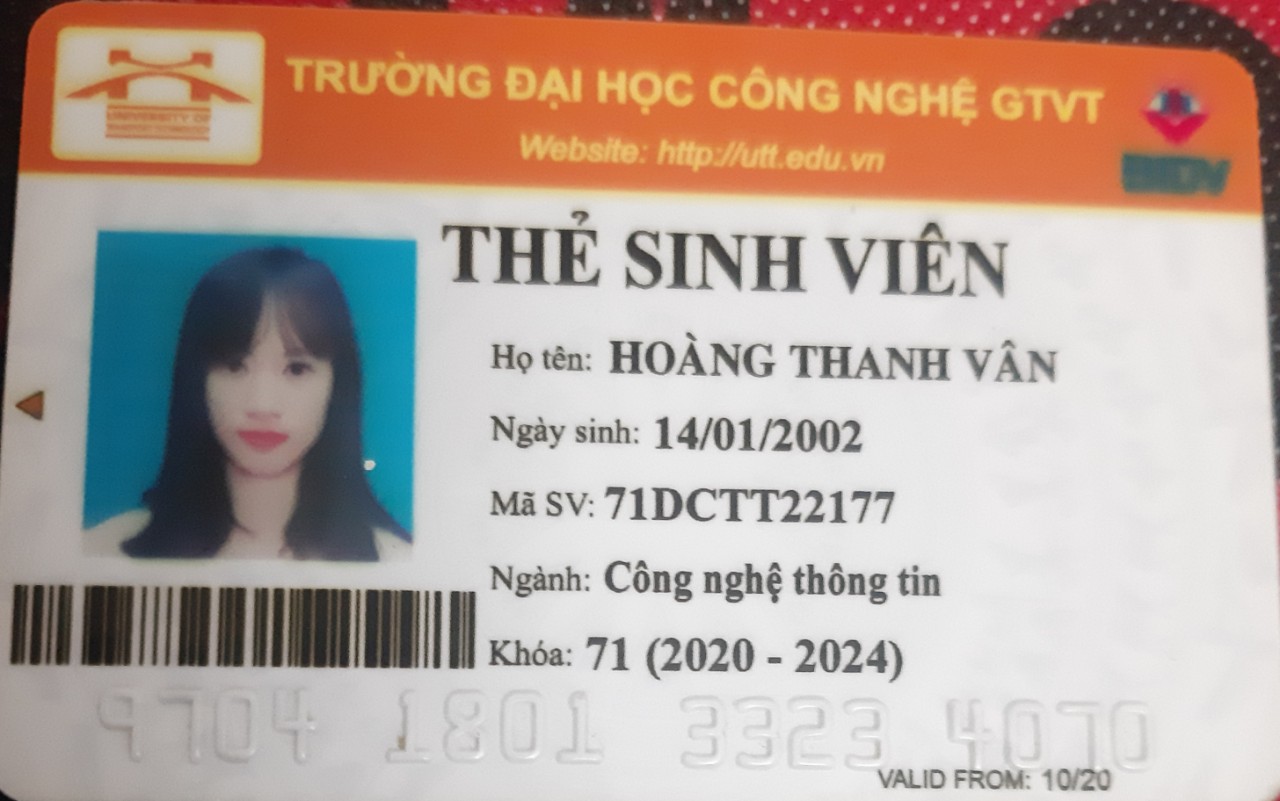 TRƯỜNG ĐẠI HỌC CÔNG NGHỆ GTVT
UNIVERSITY OF
Website: http://utt.edu.vn
BIDV
THẺ SINH VIÊN
Họ tên: HOÀNG THANH VÂN
Ngày sinh: 14/01/2002
Mã SV: 71DCTT22177
Ngành: Công nghệ thông tin
Khóa: 71 (2020 - 2024)
9704 1801 3323 4070
VALID FROM: 10/20